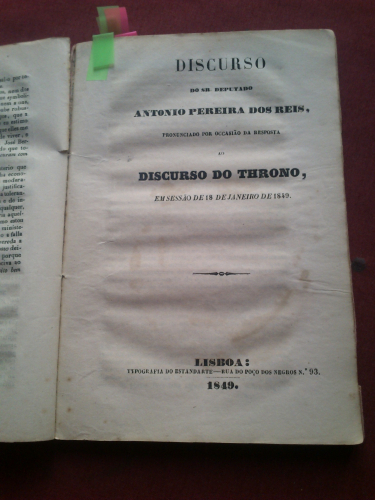 DISCURSO
DO SR. DEPUTADO
ANTONIO PEREIRA DOS REIS,
PRONUNCIADO POR OCCASIÃO DA RESPOSTA
AO
DISCURSO DO THRONO,
EM SESSÃO DE 18 DE JANEIRO DE 1849.
LISBOA:
TYPOGRAFIA DO ESTANDARTE—RUA DO POÇO DOS NEGROS N.º 93.
1849.